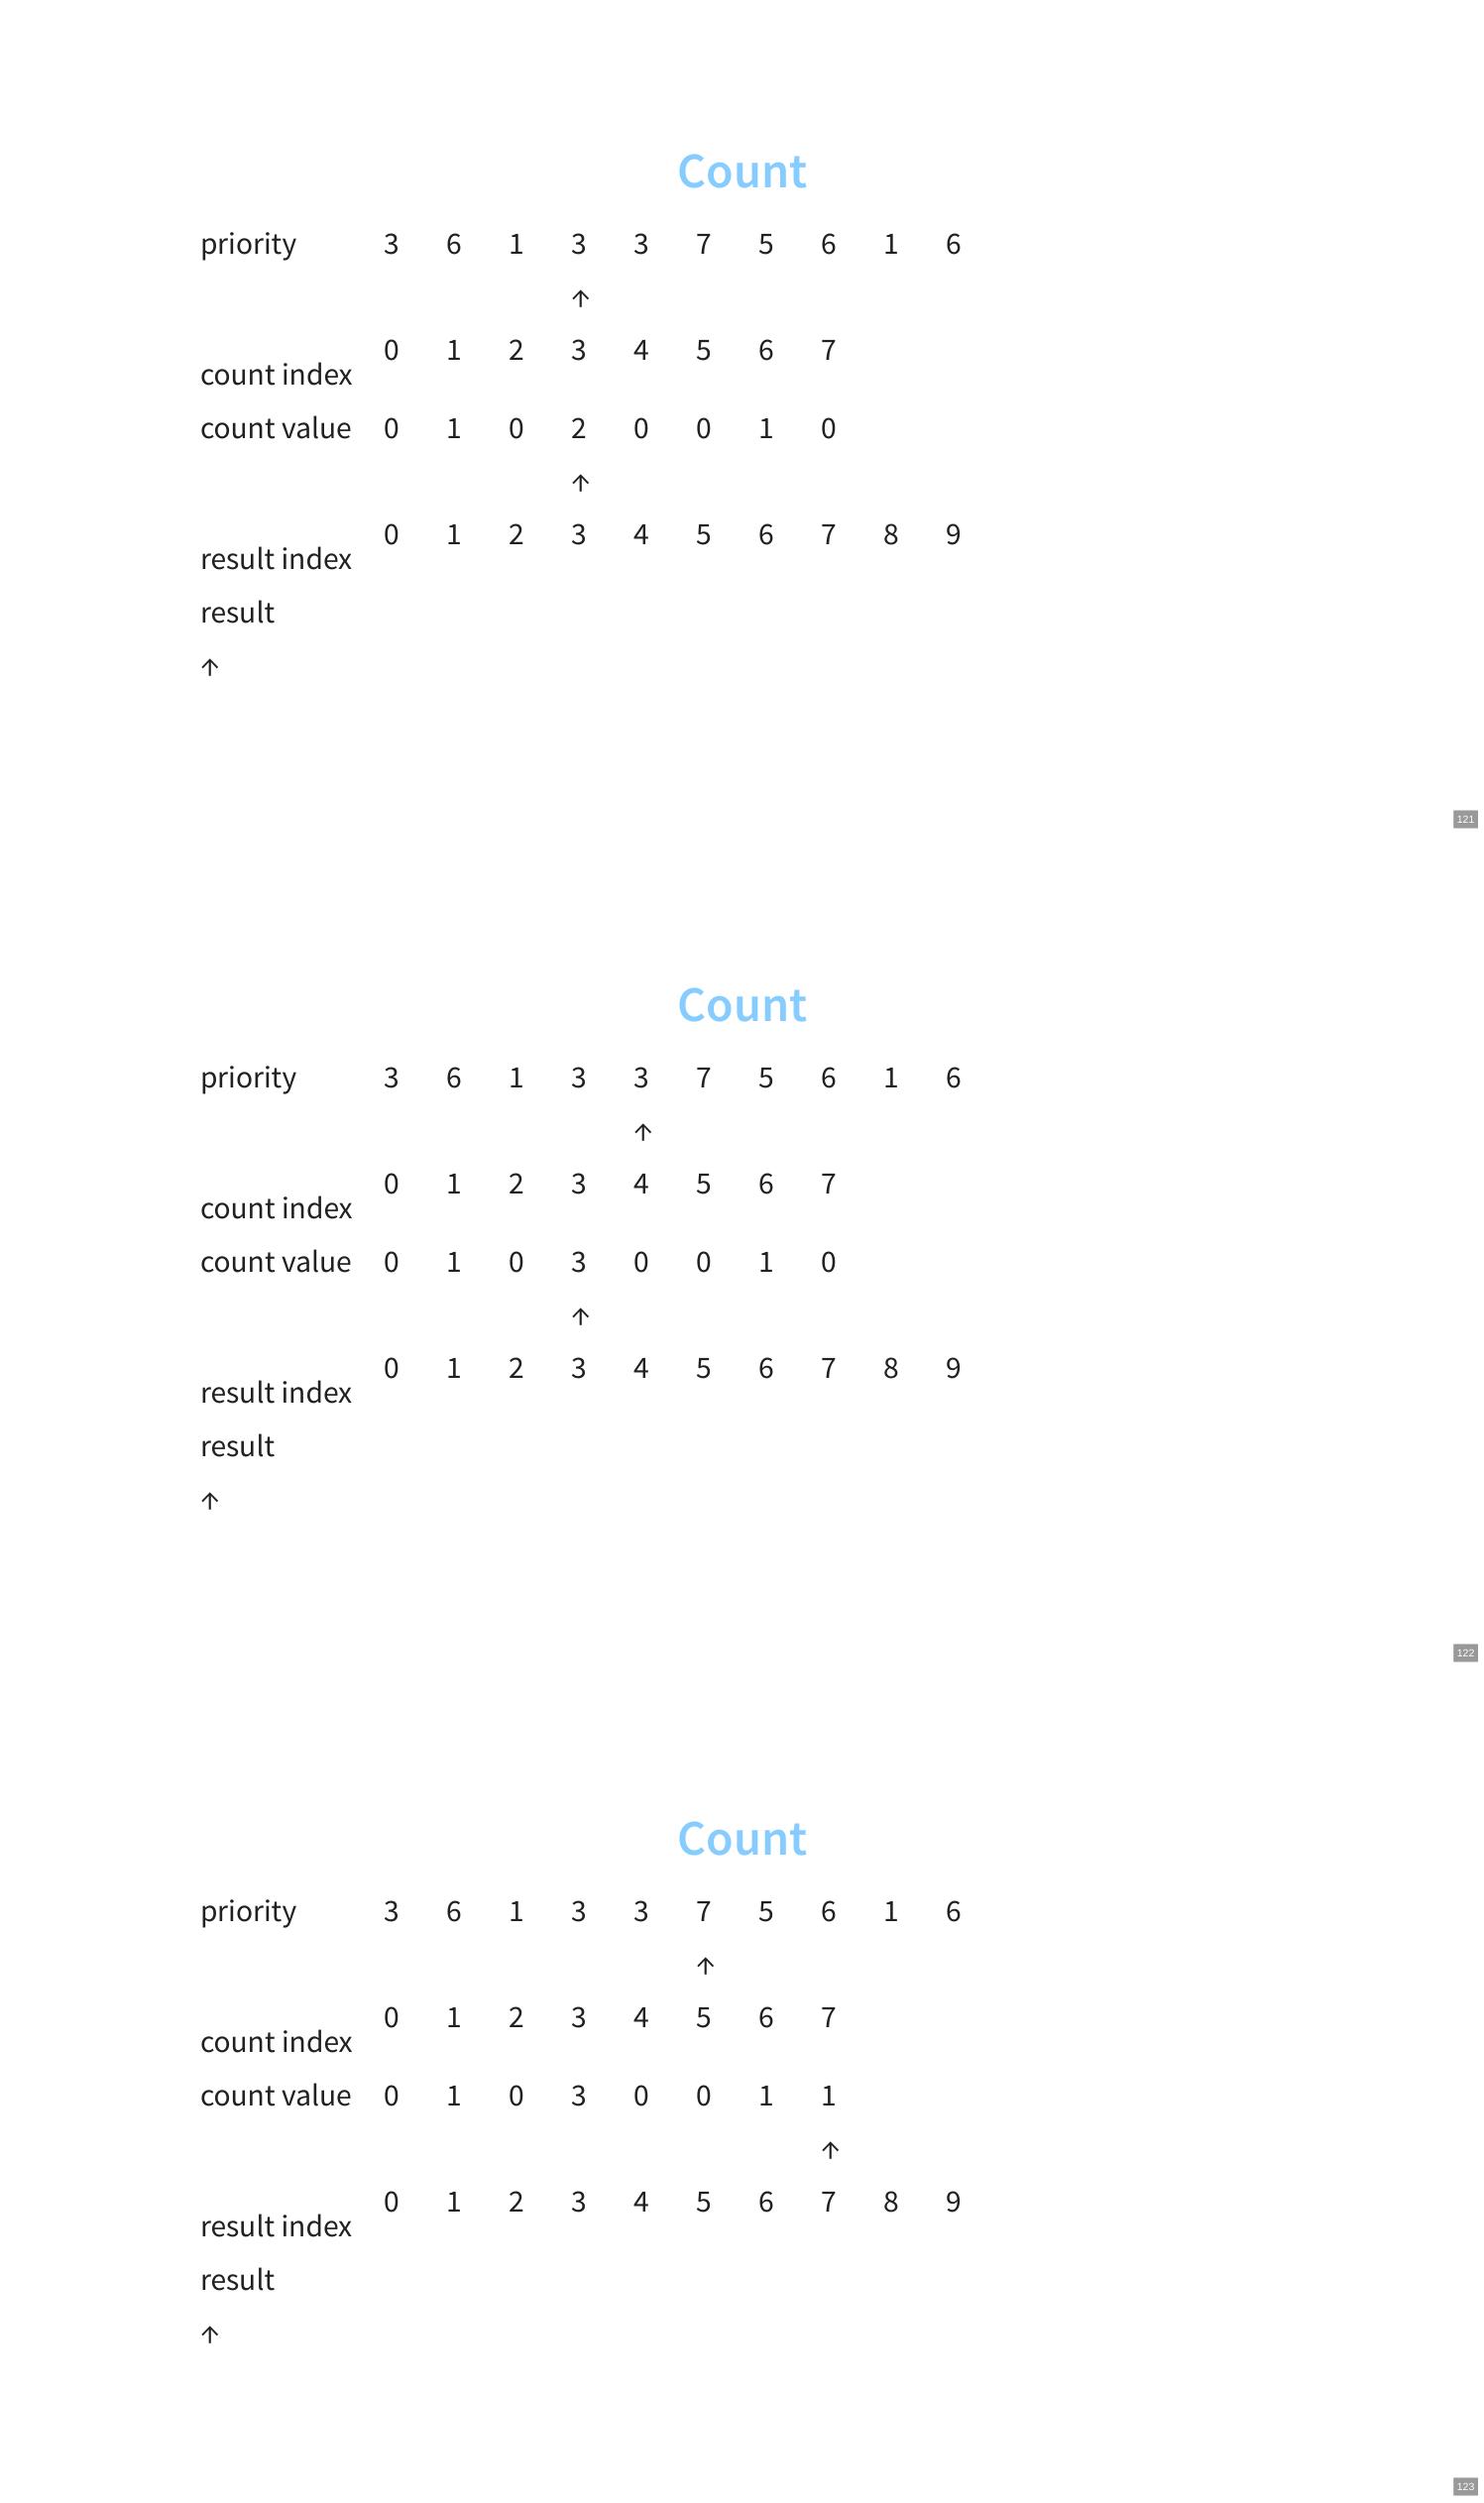 Count
priority 3 6 1 3 3 7 5 6 1 6
↑
0 1 2 3 4 5 6 7
count index
count value 0 1 0 2 0 0 1 0
↑
0 1 2 3 4 5 6 7 8 9
result index
result
↑
121
Count
priority 3 6 1 3 3 7 5 6 1 6
↑
0 1 2 3 4 5 6 7
count index
count value 0 1 0 3 0 0 1 0
↑
0 1 2 3 4 5 6 7 8 9
result index
result
↑
122
Count
priority 3 6 1 3 3 7 5 6 1 6
↑
0 1 2 3 4 5 6 7
count index
count value 0 1 0 3 0 0 1 1
↑
0 1 2 3 4 5 6 7 8 9
result index
result
↑
123